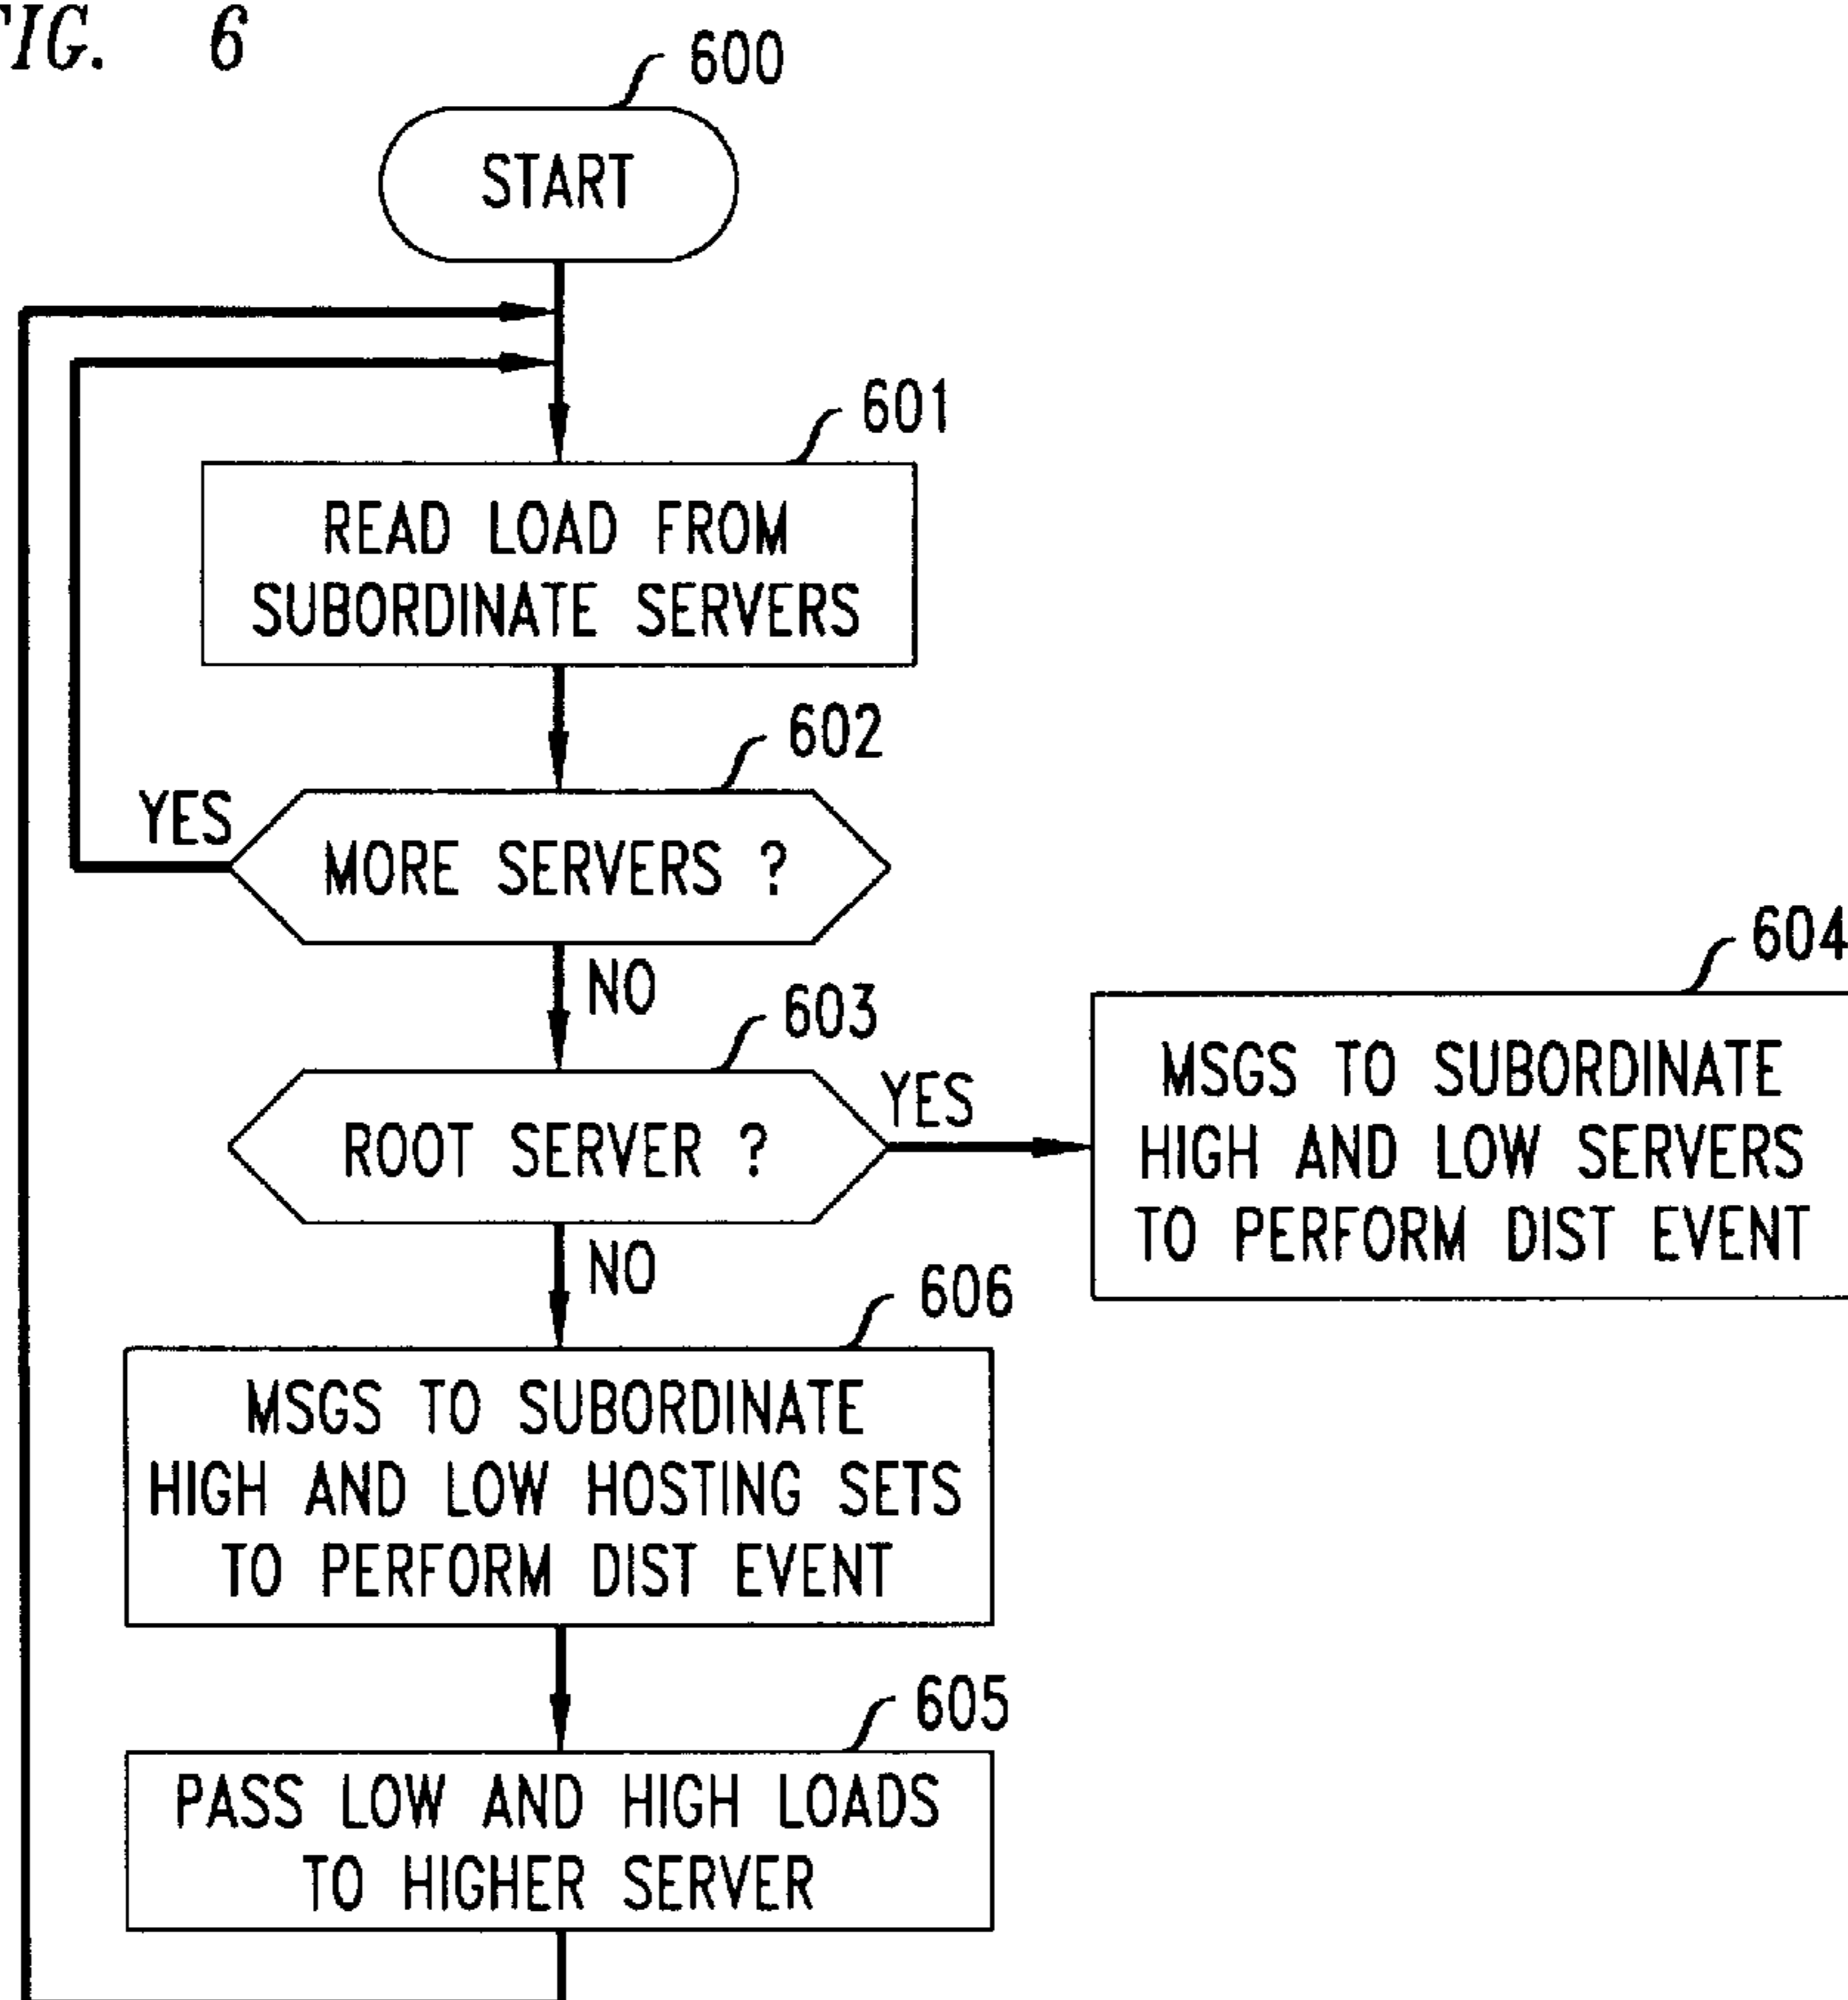 FIG. 6
600
START
601
READ LOAD FROM
SUBORDINATE SERVERS
602
YES
MORE SERVERS ?
NO
603
604
ROOT SERVER ?
YES
MSGS TO SUBORDINATE
HIGH AND LOW SERVERS
TO PERFORM DIST EVENT
NO
606
MSGS TO SUBORDINATE
HIGH AND LOW HOSTING SETS
TO PERFORM DIST EVENT
605
PASS LOW AND HIGH LOADS
TO HIGHER SERVER